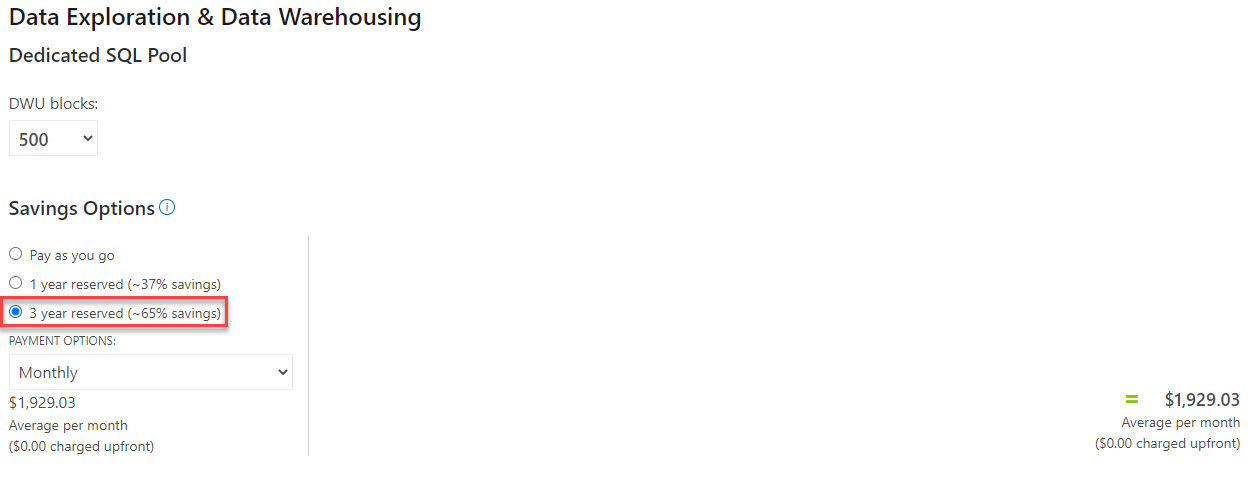 Data Exploration & Data Warehousing
Dedicated SQL Pool
DWU blocks:
500
Savings Options
Pay as you go
1 year reserved (~37% savings)
3 year reserved (~65% savings)
PAYMENT OPTIONS:
Monthly
$1,929.03
Average per month
($0.00 charged upfront)
= $1,929.03
Average per month
($0.00 charged upfront)